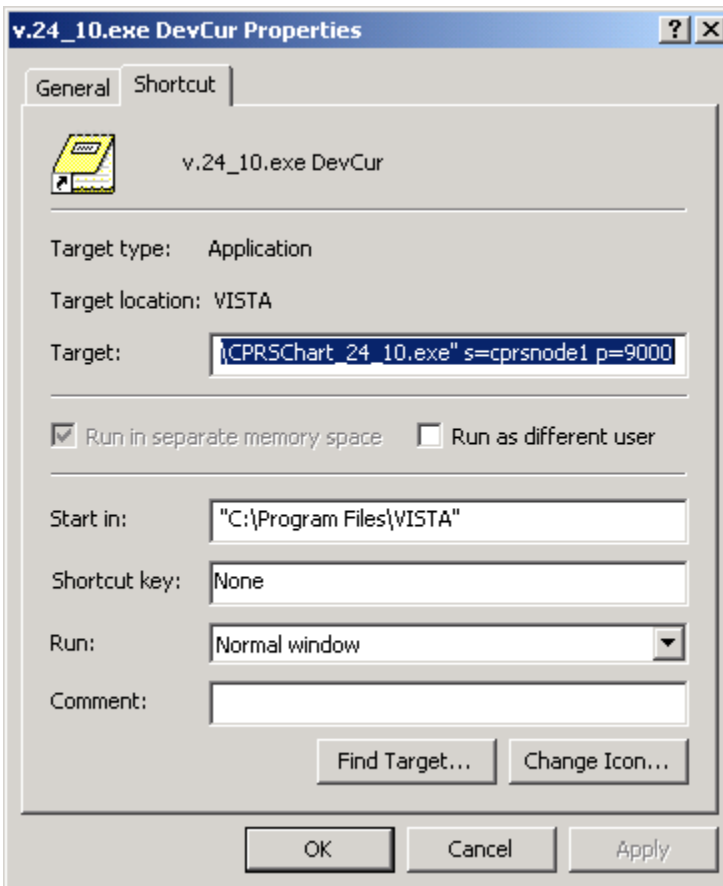 v.24_10.exe DevCur Properties
General Shortcut
v.24_10.exe DevCur
Target type: Application
Target location: VISTA
Target: \CPRSChart_24_10.exe" s=cprsnode1 p=9000
Run in separate memory space Run as different user
Start in: "C:\Program Files\VISTA"
Shortcut key: None
Run: Normal window
Comment:
Find Target... Change Icon...
OK Cancel Apply